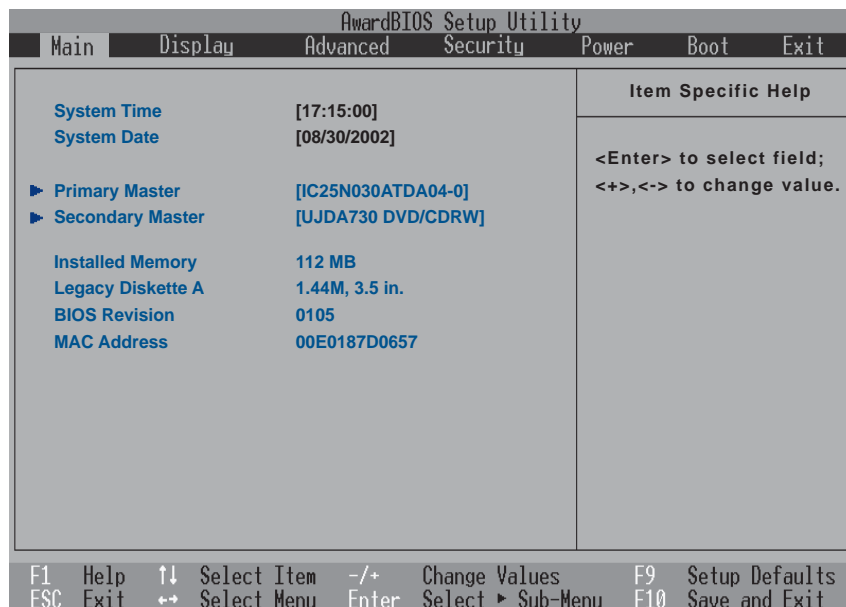 AwardBIOS Setup Utility
Main Display Advanced Security Power Boot Exit
Item Specific Help
System Time [17:15:00]
System Date [08/30/2002]
<Enter> to select field;
<+>,<-> to change value.
Primary Master [IC25N030ATDA04-0]
Secondary Master [UJDA730 DVD/CDRW]
Installed Memory 112 MB
Legacy Diskette A 1.44M, 3.5 in.
BIOS Revision 0105
MAC Address 00E0187D0657
F1 Help ↑↓ Select Item -/+ Change Values F9 Setup Defaults
ESC Exit ←→ Select Menu Enter Select ▶ Sub-Menu F10 Save and Exit